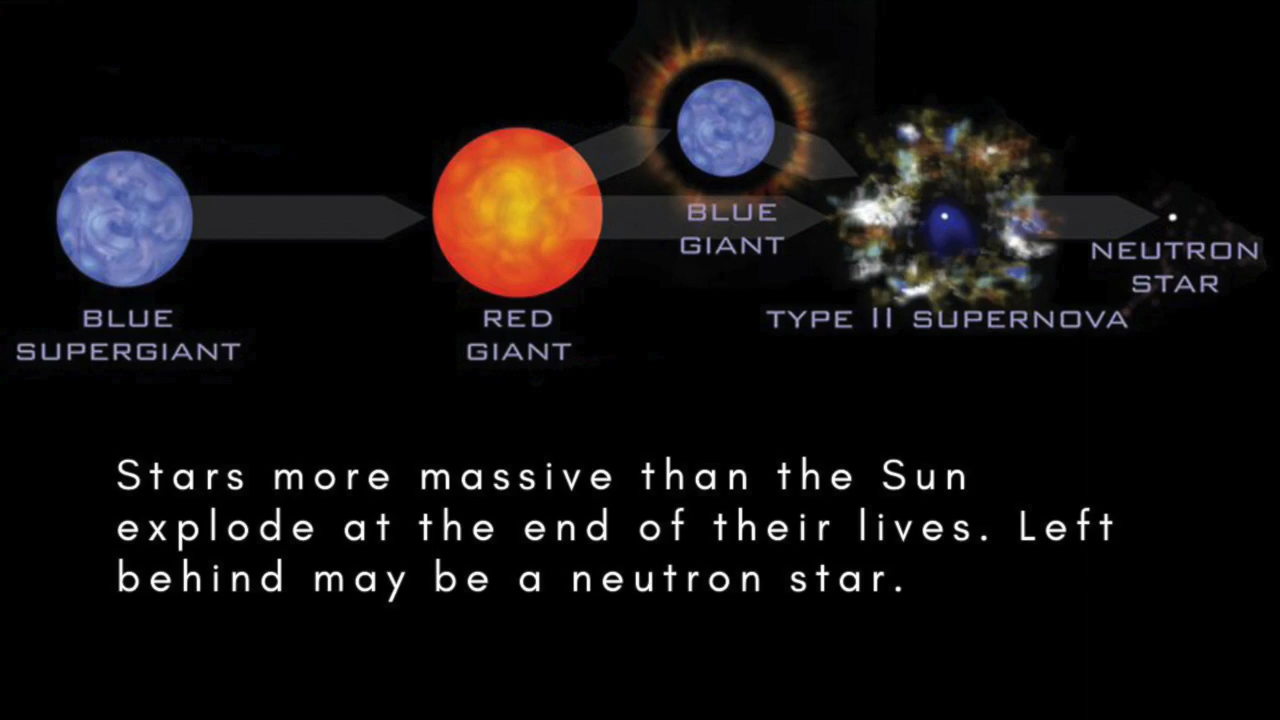 BLUE
SUPERGIANT
RED
GIANT
BLUE
GIANT
TYPE II SUPERNOVA
NEUTRON
STAR
Stars more massive than the Sun
explode at the end of their lives. Left
behind may be a neutron star.